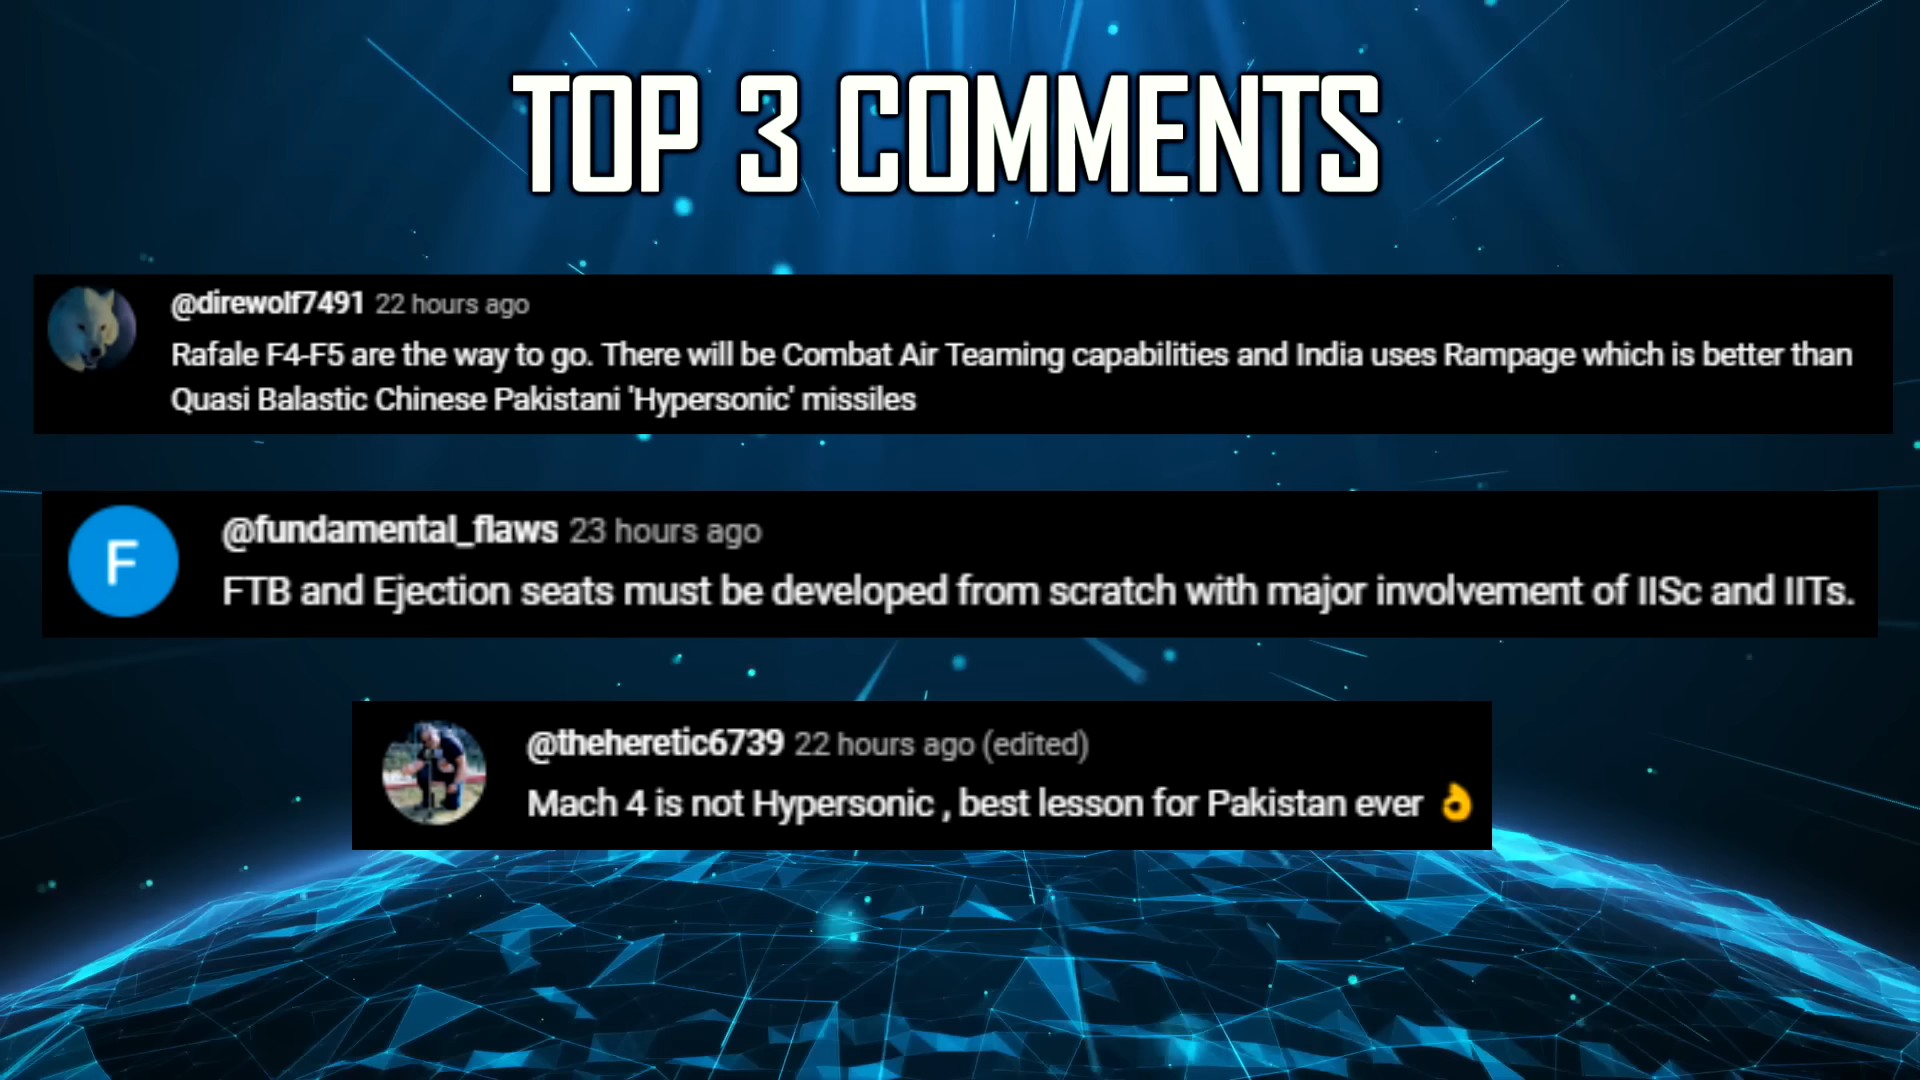 TOP 3 COMMENTS
@direwolf7491 22 hours ago
Rafale F4-F5 are the way to go. There will be Combat Air Teaming capabilities and India uses Rampage which is better than
Quasi Balastic Chinese Pakistani 'Hypersonic' missiles
F
@fundamental_flaws 23 hours ago
FTB and Ejection seats must be developed from scratch with major involvement of IISc and IITs.
@theheretic6739 22 hours ago (edited)
Mach 4 is not Hypersonic , best lesson for Pakistan ever 👌